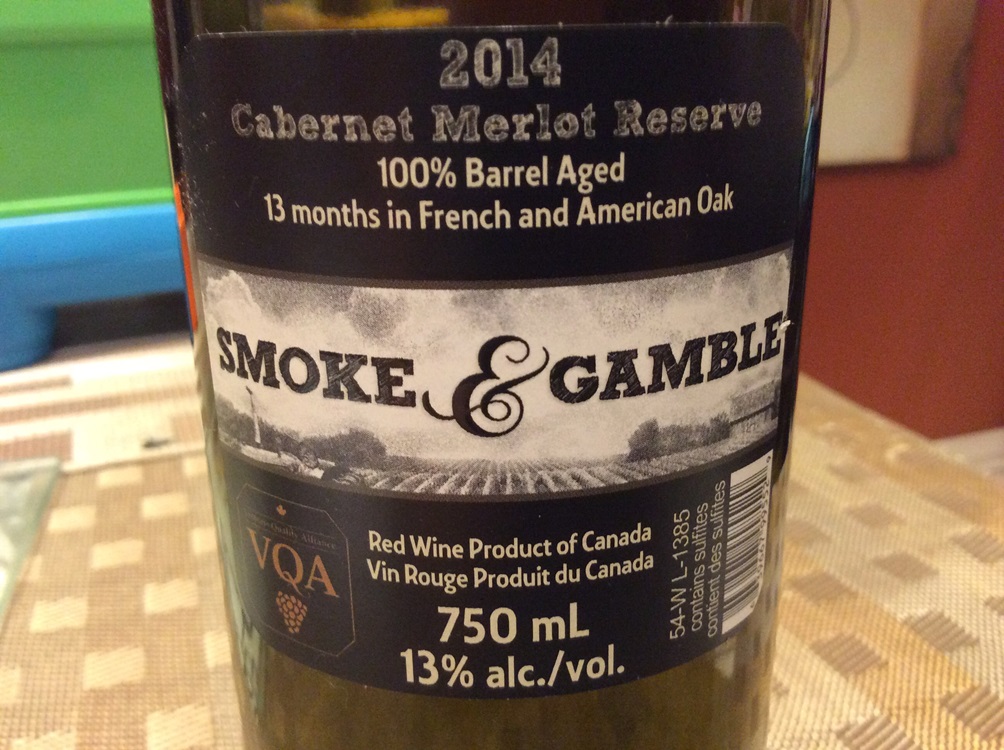 2014
Cabernet Merlot Reserve
100% Barrel Aged
13 months in French and American Oak
SMOKE & GAMBLE
Quality Alliance
VQA
Red Wine Product of Canada
Vin Rouge Produit du Canada
750 mL
13% alc./vol.
54-W L-1385
contains sulfites
contient des sulfites